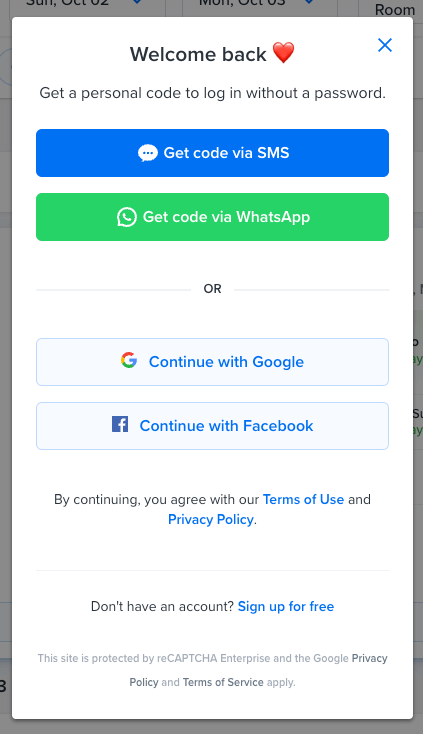 Sun, Oct 02
Mon, Oct 03
Room
Welcome back ❤️
Get a personal code to log in without a password.
Get code via SMS
Get code via WhatsApp
OR
Continue with Google
Continue with Facebook
By continuing, you agree with our Terms of Use and
Privacy Policy.
Don't have an account? Sign up for free
This site is protected by reCAPTCHA Enterprise and the Google Privacy
Policy and Terms of Service apply.